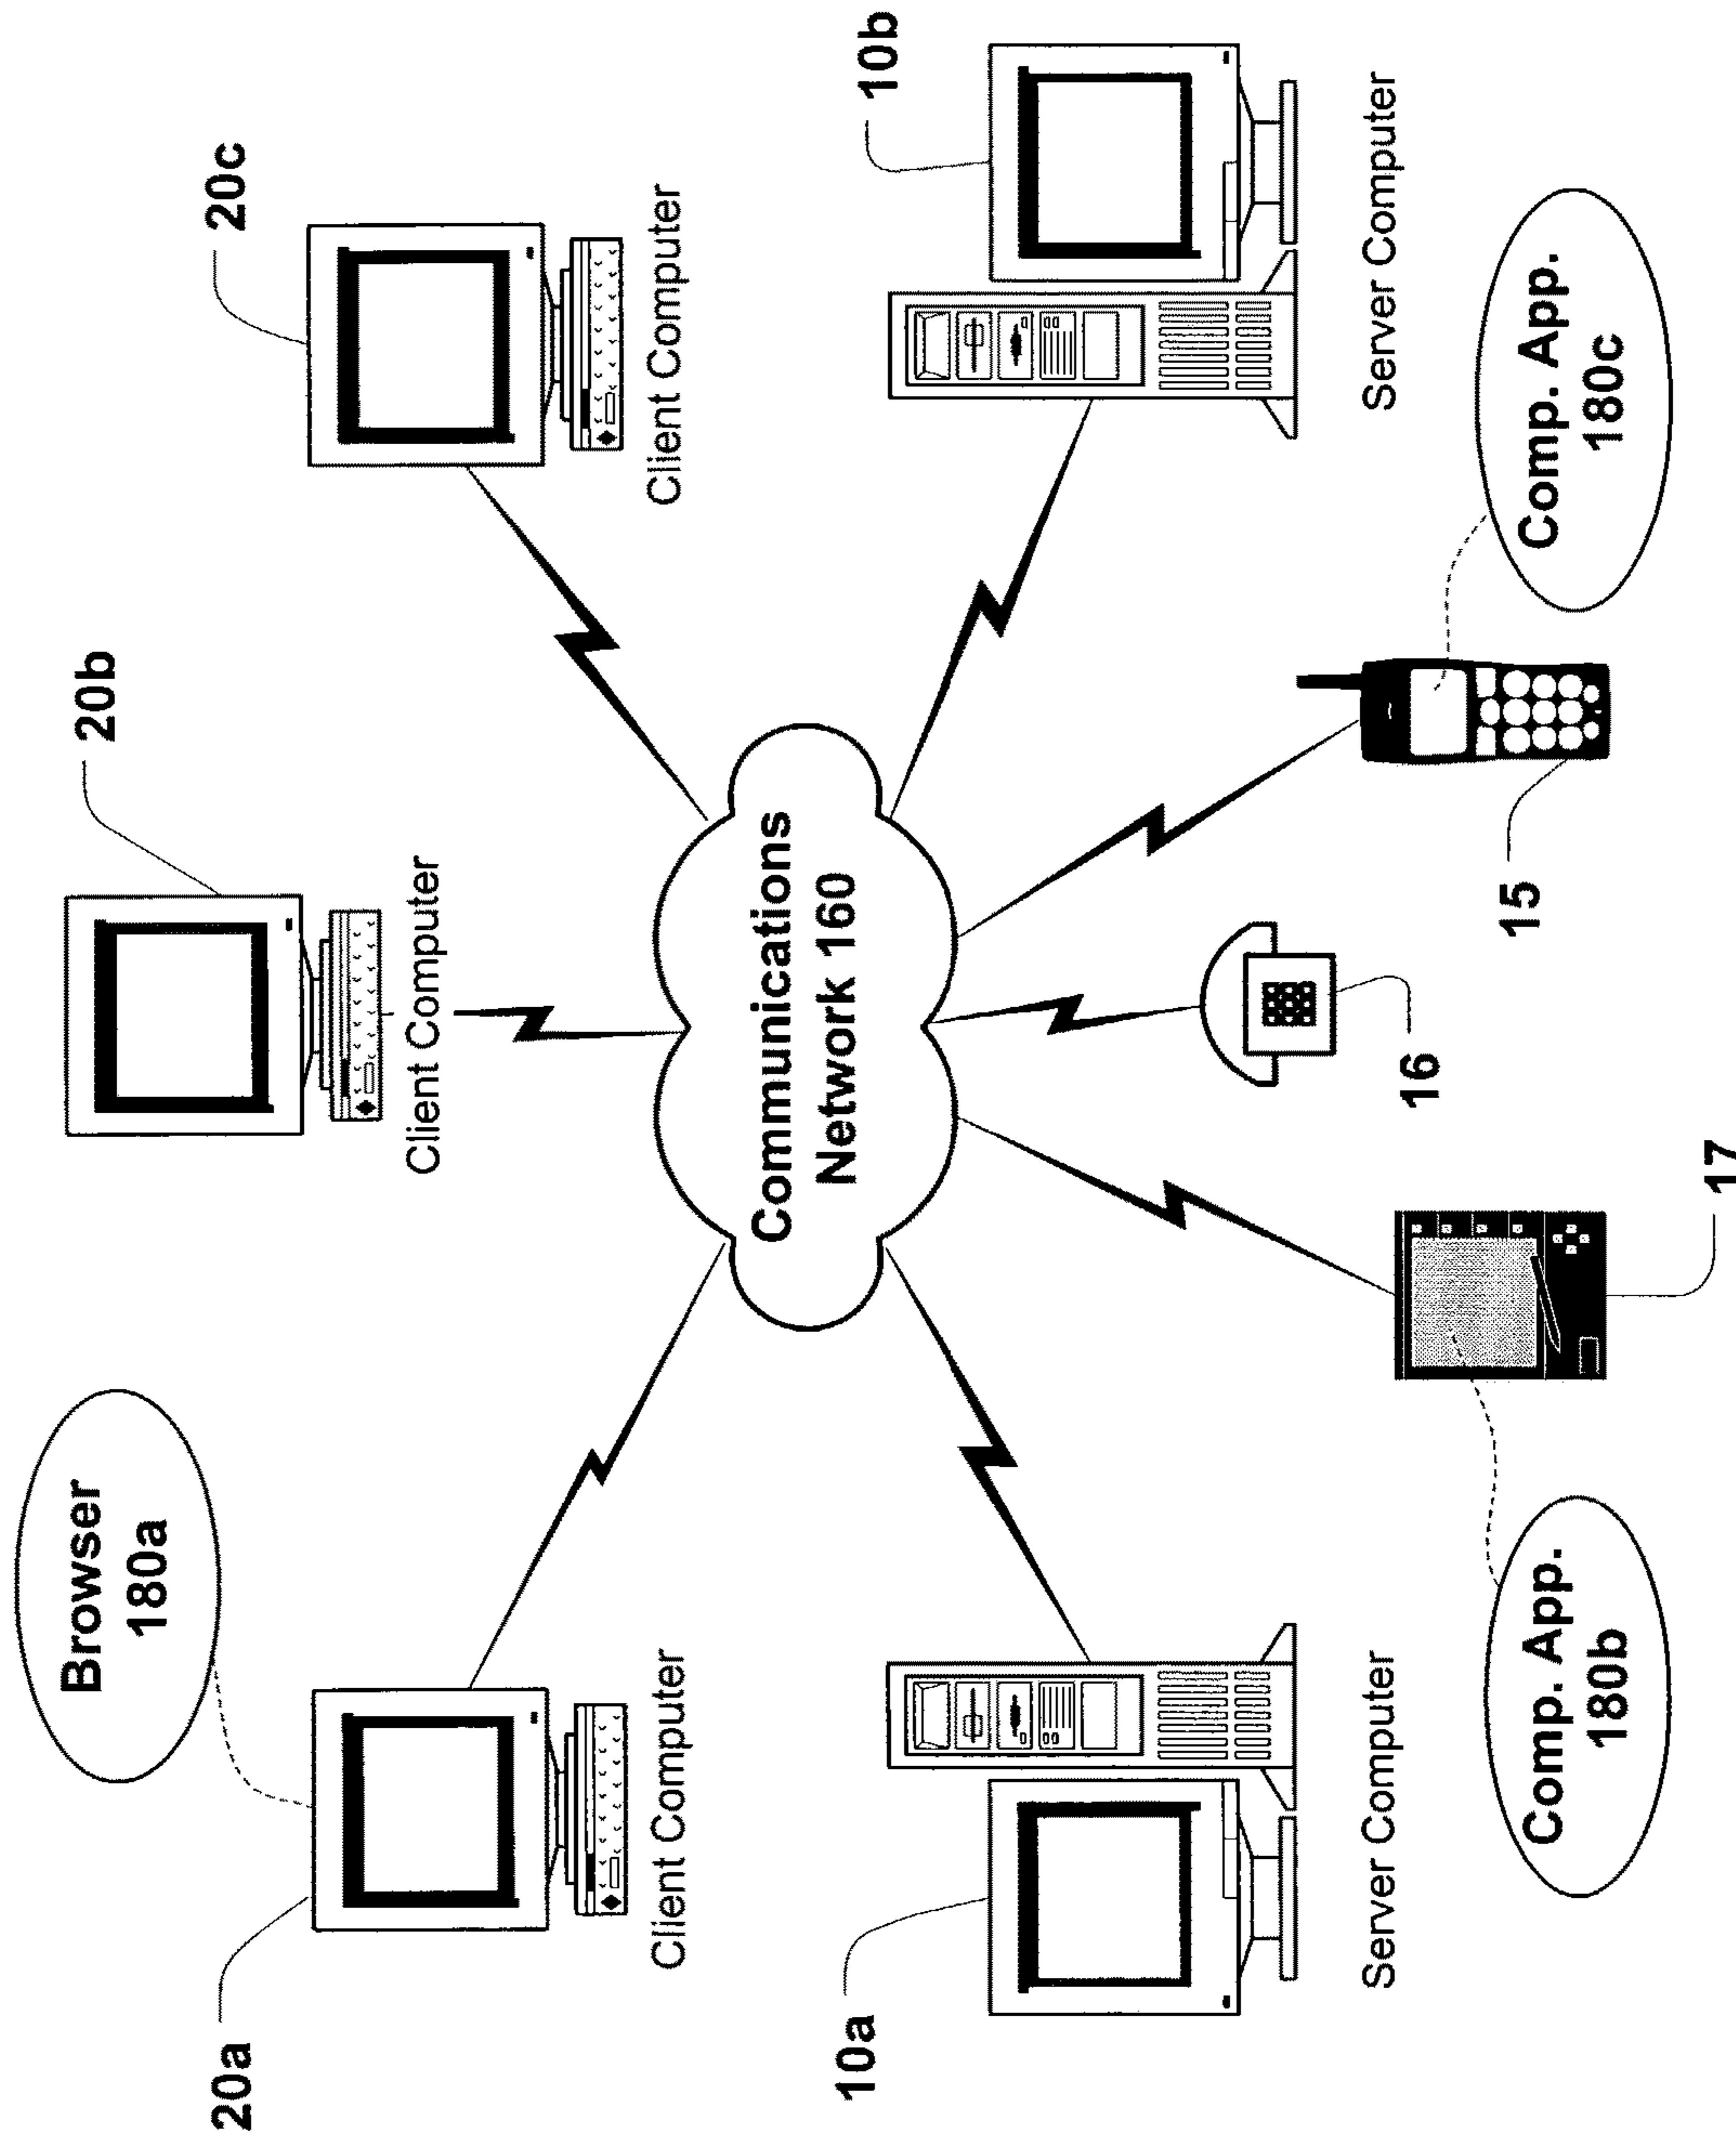 Browser
180a
20b
20c
20a
Client Computer
Client Computer
Client Computer
Communications
Network 160
10a
10b
Server Computer
Server Computer
17
16
15
Comp. App.
180b
Comp. App.
180c